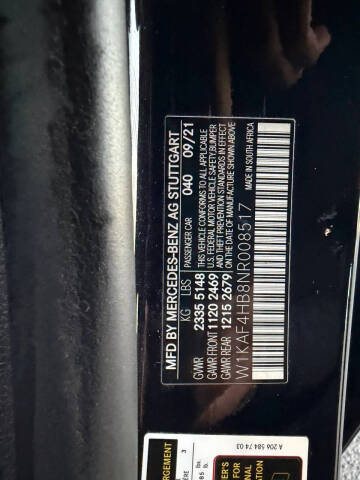 MFD BY MERCEDES-BENZ AG STUTTGART
PASSENGER CAR 040 09/21
KG LBS
GVWR 2335 5148
GAWR FRONT 1120 2469
GAWR REAR 1215 2679
THIS VEHICLE CONFORMS TO ALL APPLICABLE
U.S. FEDERAL MOTOR VEHICLE SAFETY, BUMPER
AND THEFT PREVENTION STANDARDS IN EFFECT
ON THE DATE OF MANUFACTURE SHOWN ABOVE
MADE IN SOUTH AFRICA
W1KAF4HB8NR008517
A 206 584 74 03
3
85 lb.